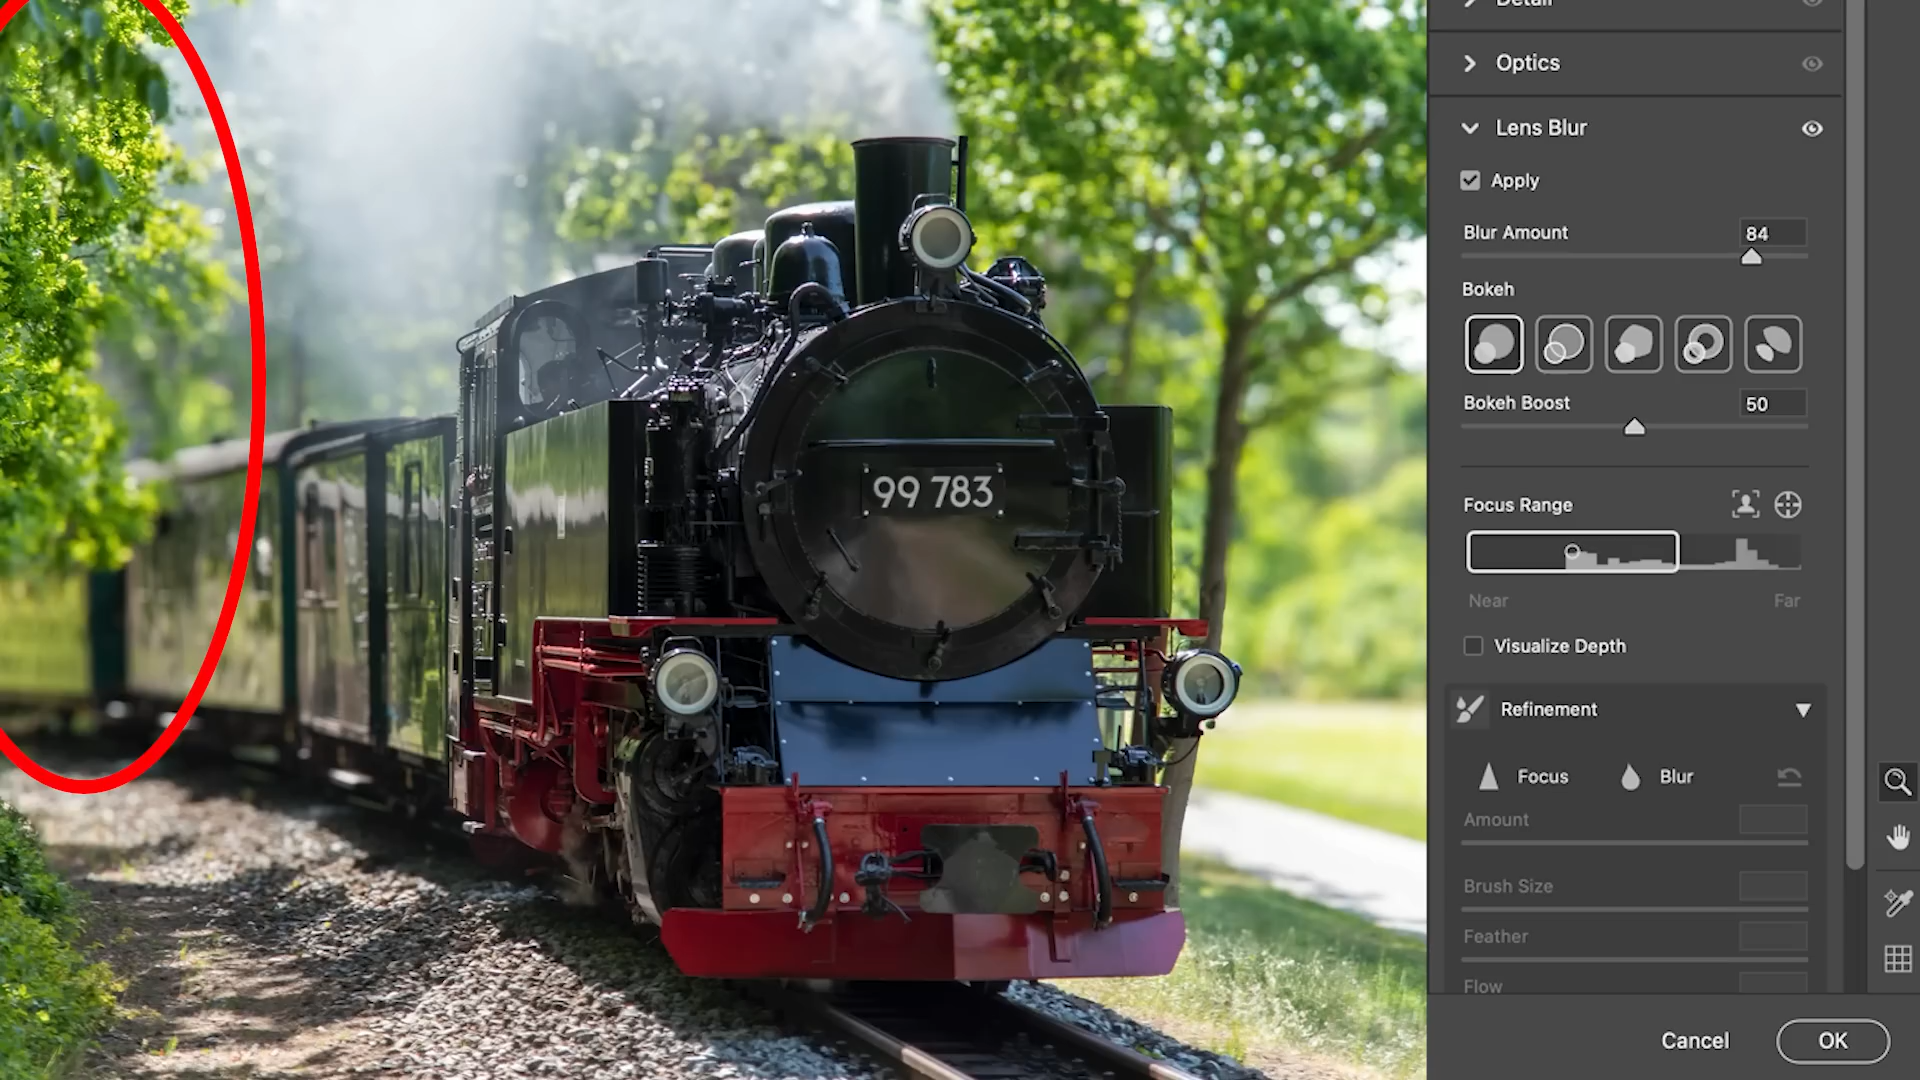 Detail
Optics
Lens Blur
Apply
Blur Amount 84
Bokeh
Bokeh Boost 50
99 783
Focus Range
Near Far
Visualize Depth
Refinement
Focus Blur
Amount
Brush Size
Feather
Flow
Cancel OK